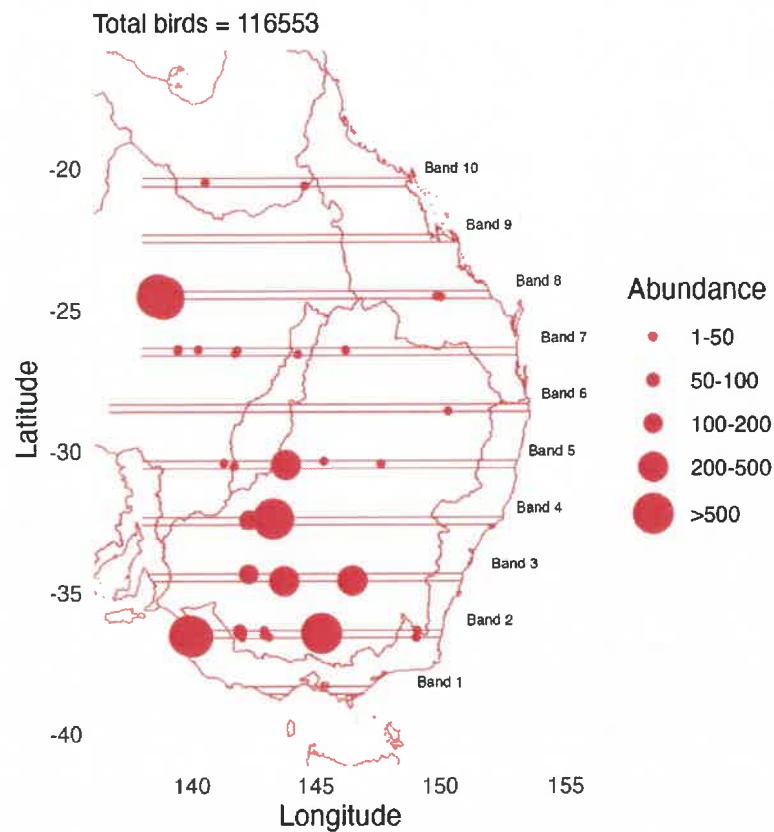 Total birds = 116553
Latitude
-20
-25
-30
-35
-40
Band 10
Band 9
Band 8
Band 7
Band 6
Band 5
Band 4
Band 3
Band 2
Band 1
Abundance
1-50
50-100
100-200
200-500
>500
140
145
150
155
Longitude